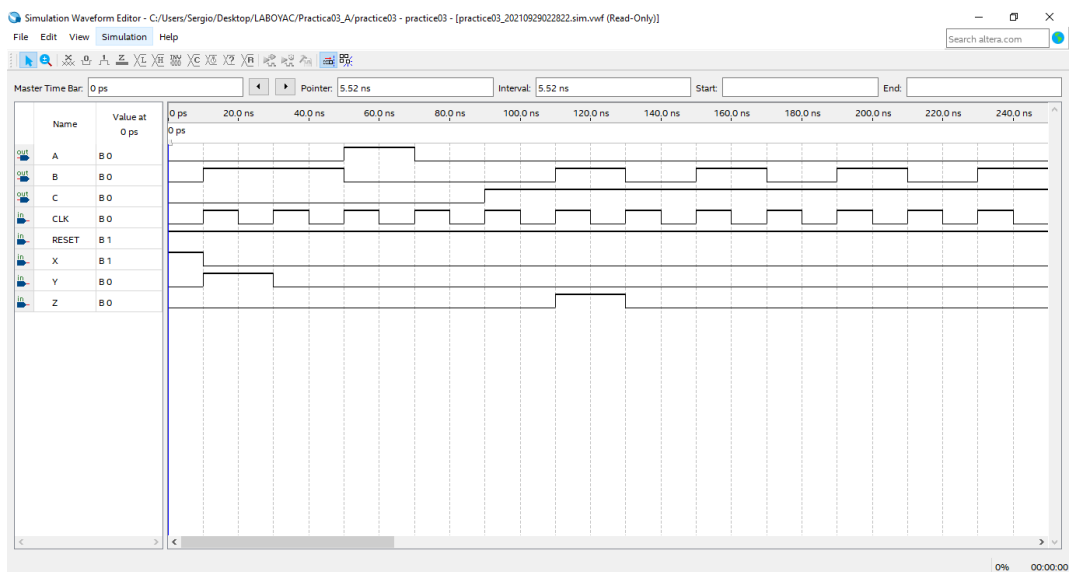 Simulation Waveform Editor - C:/Users/Sergio/Desktop/LABOYAC/Practica03_A/practice03 - practice03 - [practice03_20210929022822.sim.vwf (Read-Only)]
File Edit View Simulation Help
Search altera.com
Master Time Bar: 0 ps Pointer: 5.52 ns Interval: 5.52 ns Start: End:
Name Value at 0 ps
0 ps 20.0 ns 40.0 ns 60.0 ns 80.0 ns 100.0 ns 120.0 ns 140.0 ns 160.0 ns 180.0 ns 200.0 ns 220.0 ns 240.0 ns
0 ps
out A B 0
out B B 0
out C B 0
in CLK B 0
in RESET B 1
in X B 1
in Y B 0
in Z B 0
0% 00:00:00